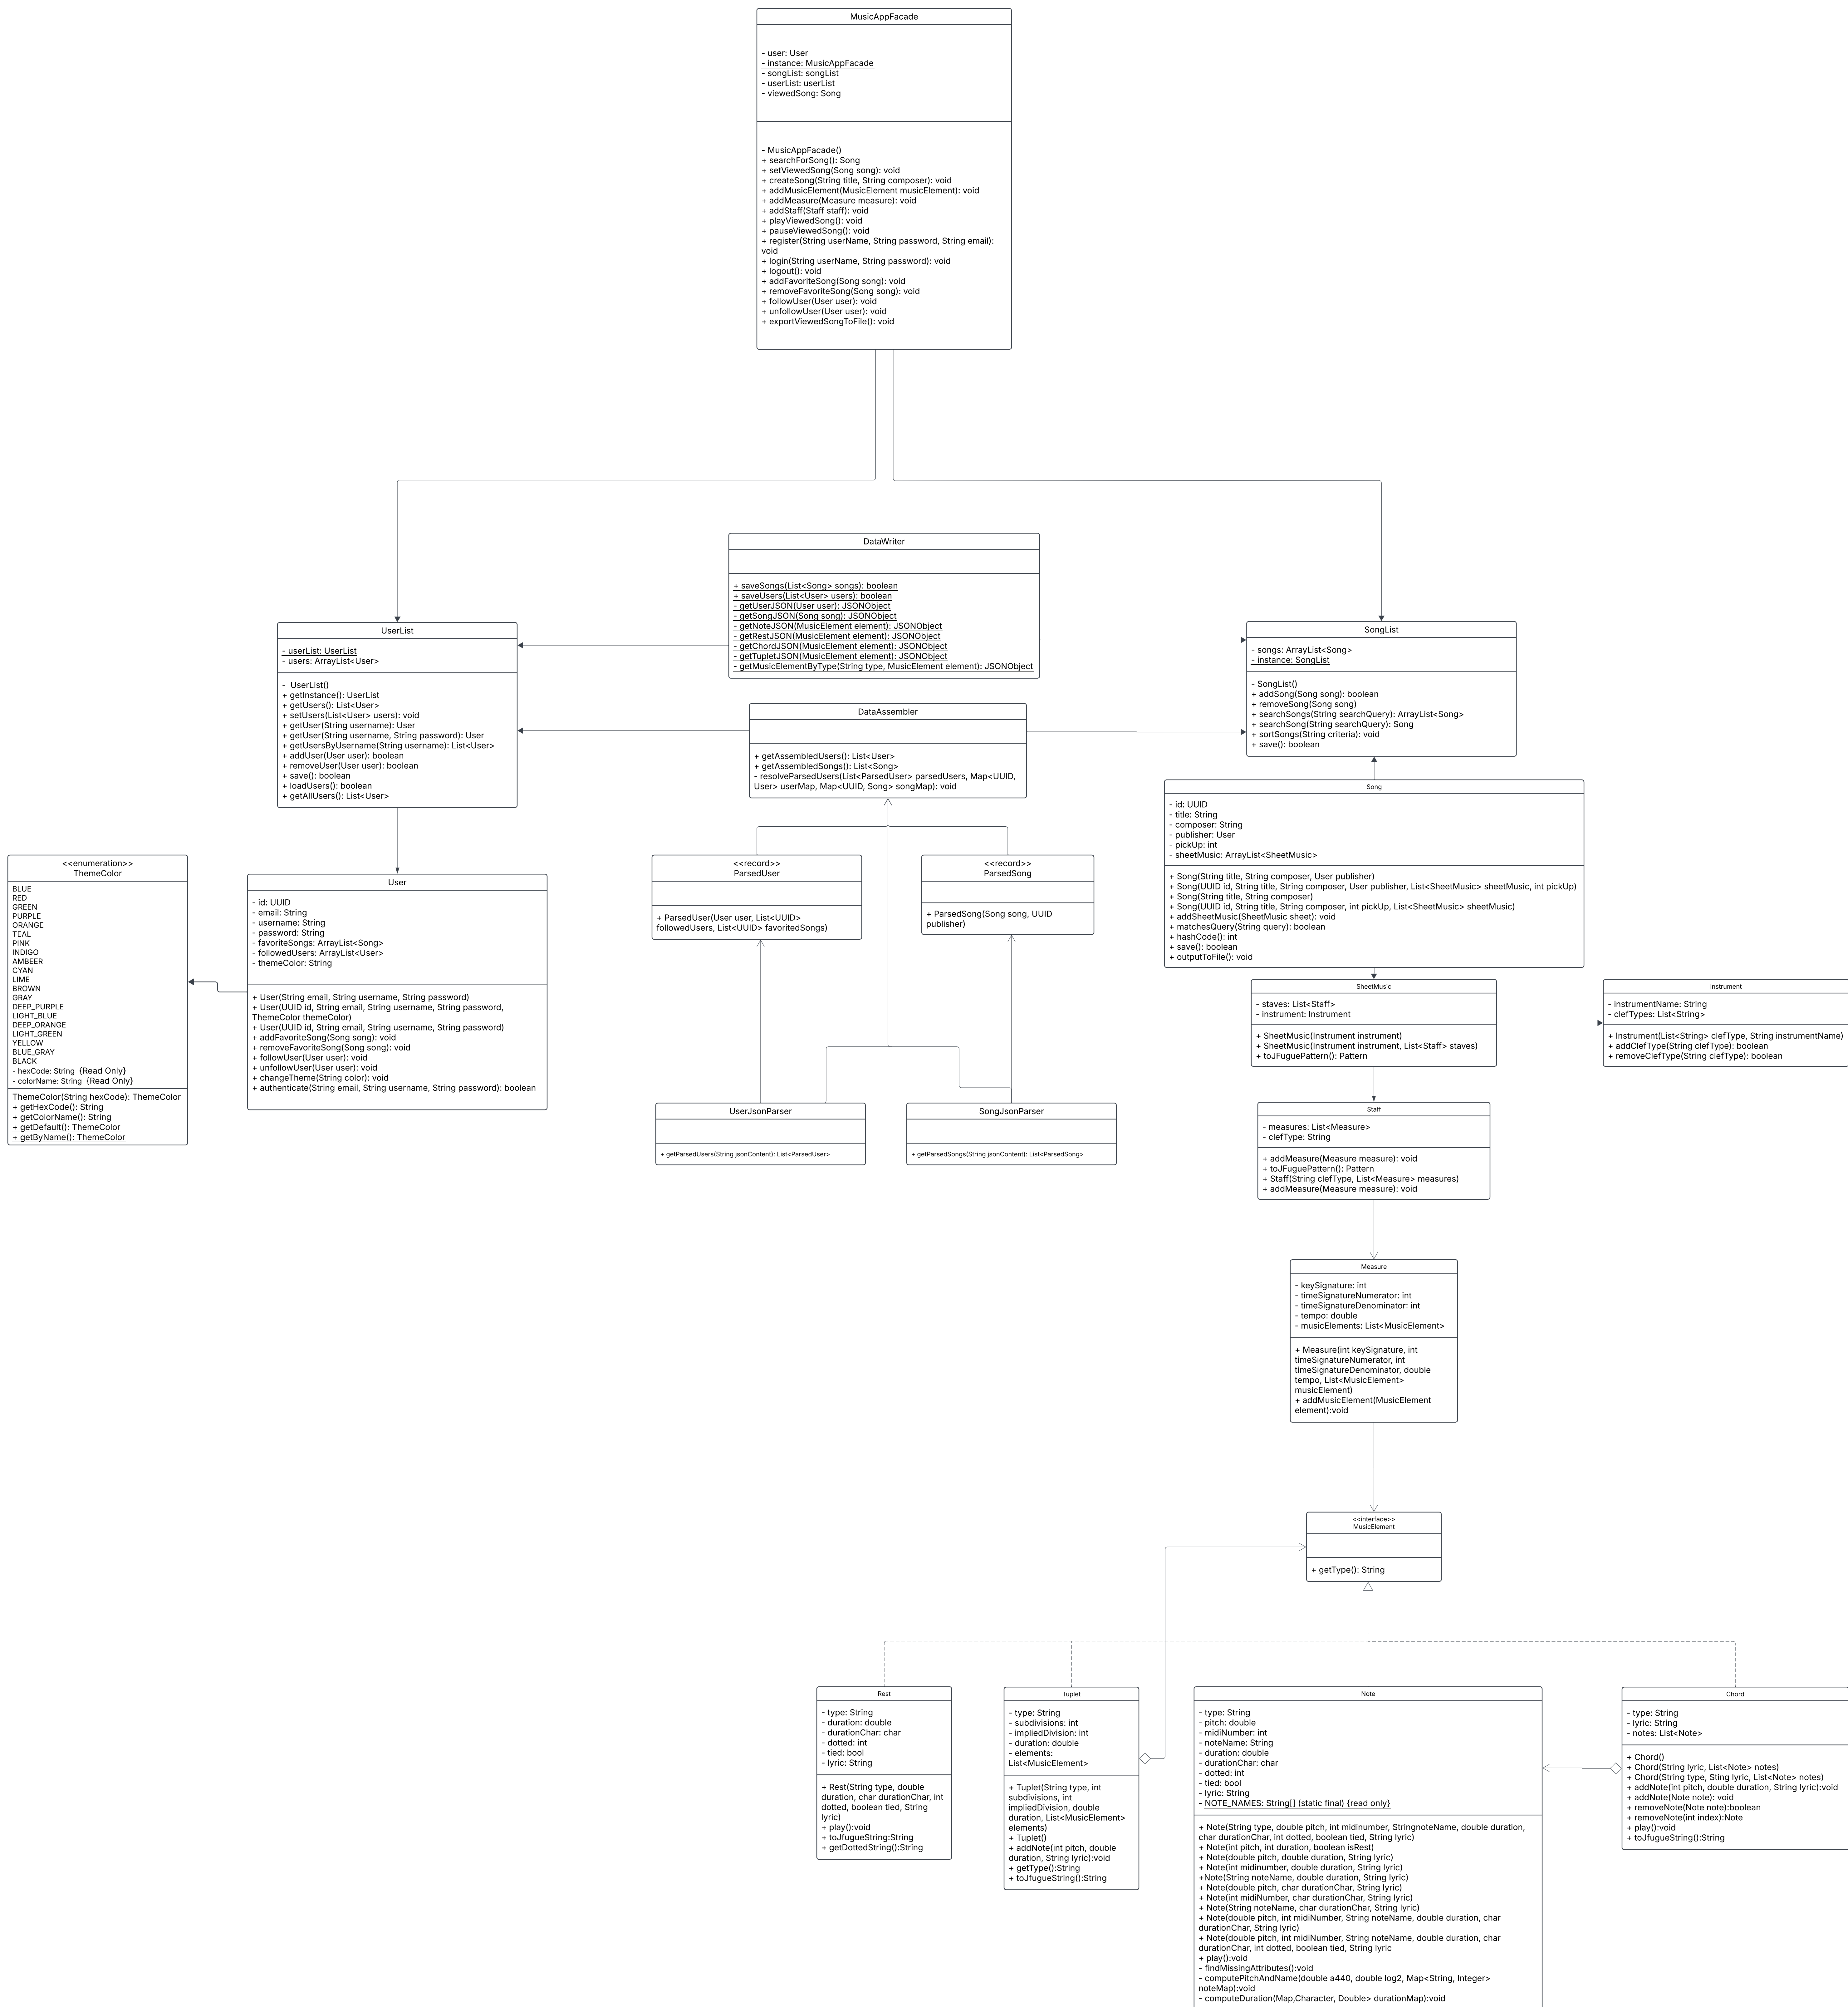 MusicAppFacade
- user: User
- instance: MusicAppFacade
- songList: songList
- userList: userList
- viewedSong: Song
- MusicAppFacade()
+ searchForSong(): Song
+ setViewedSong(Song song): void
+ createSong(String title, String composer): void
+ addMusicElement(MusicElement musicElement): void
+ addMeasure(Measure measure): void
+ addStaff(Staff staff): void
+ playViewedSong(): void
+ pauseViewedSong(): void
+ register(String userName, String password, String email):
void
+ login(String userName, String password): void
+ logout(): void
+ addFavoriteSong(Song song): void
+ removeFavoriteSong(Song song): void
+ followUser(User user): void
+ unfollowUser(User user): void
+ exportViewedSongToFile(): void
DataWriter
+ saveSongs(List<Song> songs): boolean
+ saveUsers(List<User> users): boolean
- getUserJSON(User user): JSONObject
- getSongJSON(Song song): JSONObject
- getNoteJSON(MusicElement element): JSONObject
- getRestJSON(MusicElement element): JSONObject
- getChordJSON(MusicElement element): JSONObject
- getTupletJSON(MusicElement element): JSONObject
- getMusicElementByType(String type, MusicElement element): JSONObject
UserList
- userList: UserList
- users: ArrayList<User>
- UserList()
+ getInstance(): UserList
+ getUsers(): List<User>
+ setUsers(List<User> users): void
+ getUser(String username): User
+ getUser(String username, String password): User
+ getUsersByUsername(String username): List<User>
+ addUser(User user): boolean
+ removeUser(User user): boolean
+ save(): boolean
+ loadUsers(): boolean
+ getAllUsers(): List<User>
SongList
- songs: ArrayList<Song>
- instance: SongList
- SongList()
+ addSong(Song song): boolean
+ removeSong(Song song)
+ searchSongs(String searchQuery): ArrayList<Song>
+ searchSong(String searchQuery): Song
+ sortSongs(String criteria): void
+ save(): boolean
DataAssembler
+ getAssembledUsers(): List<User>
+ getAssembledSongs(): List<Song>
- resolveParsedUsers(List<ParsedUser> parsedUsers, Map<UUID,
User> userMap, Map<UUID, Song> songMap): void
Song
- id: UUID
- title: String
- composer: String
- publisher: User
- pickUp: int
- sheetMusic: ArrayList<SheetMusic>
+ Song(String title, String composer, User publisher)
+ Song(UUID id, String title, String composer, User publisher, List<SheetMusic> sheetMusic, int pickUp)
+ Song(String title, String composer)
+ Song(UUID id, String title, String composer, int pickUp, List<SheetMusic> sheetMusic)
+ addSheetMusic(SheetMusic sheet): void
+ matchesQuery(String query): boolean
+ hashCode(): int
+ save(): boolean
+ outputToFile(): void
<<enumeration>>
ThemeColor
BLUE
RED
GREEN
PURPLE
ORANGE
TEAL
PINK
INDIGO
AMBEER
CYAN
LIME
BROWN
GRAY
DEEP_PURPLE
LIGHT_BLUE
DEEP_ORANGE
LIGHT_GREEN
YELLOW
BLUE_GRAY
BLACK
- hexCode: String {Read Only}
- colorName: String {Read Only}
ThemeColor(String hexCode): ThemeColor
+ getHexCode(): String
+ getColorName(): String
+ getDefault(): ThemeColor
+ getByName(): ThemeColor
User
- id: UUID
- email: String
- username: String
- password: String
- favoriteSongs: ArrayList<Song>
- followedUsers: ArrayList<User>
- themeColor: String
+ User(String email, String username, String password)
+ User(UUID id, String email, String username, String password,
ThemeColor themeColor)
+ User(UUID id, String email, String username, String password)
+ addFavoriteSong(Song song): void
+ removeFavoriteSong(Song song): void
+ followUser(User user): void
+ unfollowUser(User user): void
+ changeTheme(String color): void
+ authenticate(String email, String username, String password): boolean
<<record>>
ParsedUser
+ ParsedUser(User user, List<UUID>
followedUsers, List<UUID> favoritedSongs)
<<record>>
ParsedSong
+ ParsedSong(Song song, UUID
publisher)
SheetMusic
- staves: List<Staff>
- instrument: Instrument
+ SheetMusic(Instrument instrument)
+ SheetMusic(Instrument instrument, List<Staff> staves)
+ toJFuguePattern(): Pattern
Instrument
- instrumentName: String
- clefTypes: List<String>
+ Instrument(List<String> clefType, String instrumentName)
+ addClefType(String clefType): boolean
+ removeClefType(String clefType): boolean
UserJsonParser
+ getParsedUsers(String jsonContent): List<ParsedUser>
SongJsonParser
+ getParsedSongs(String jsonContent): List<ParsedSong>
Staff
- measures: List<Measure>
- clefType: String
+ addMeasure(Measure measure): void
+ toJFuguePattern(): Pattern
+ Staff(String clefType, List<Measure> measures)
+ addMeasure(Measure measure): void
Measure
- keySignature: int
- timeSignatureNumerator: int
- timeSignatureDenominator: int
- tempo: double
- musicElements: List<MusicElement>
+ Measure(int keySignature, int
timeSignatureNumerator, int
timeSignatureDenominator, double
tempo, List<MusicElement>
musicElement)
+ addMusicElement(MusicElement
element):void
<<interface>>
MusicElement
+ getType(): String
Rest
- type: String
- duration: double
- durationChar: char
- dotted: int
- tied: bool
- lyric: String
+ Rest(String type, double
duration, char durationChar, int
dotted, boolean tied, String
lyric)
+ play():void
+ toJfugueString:String
+ getDottedString():String
Tuplet
- type: String
- subdivisions: int
- impliedDivision: int
- duration: double
- elements:
List<MusicElement>
+ Tuplet(String type, int
subdivisions, int
impliedDivision, double
duration, List<MusicElement>
elements)
+ Tuplet()
+ addNote(int pitch, double
duration, String lyric):void
+ getType():String
+ toJfugueString():String
Note
- type: String
- pitch: double
- midiNumber: int
- noteName: String
- duration: double
- durationChar: char
- dotted: int
- tied: bool
- lyric: String
- NOTE_NAMES: String[] (static final) {read only}
+ Note(String type, double pitch, int midinumber, StringnoteName, double duration,
char durationChar, int dotted, boolean tied, String lyric)
+ Note(int pitch, int duration, boolean isRest)
+ Note(double pitch, double duration, String lyric)
+ Note(int midinumber, double duration, String lyric)
+Note(String noteName, double duration, String lyric)
+ Note(double pitch, char durationChar, String lyric)
+ Note(int midiNumber, char durationChar, String lyric)
+ Note(String noteName, char durationChar, String lyric)
+ Note(double pitch, int midiNumber, String noteName, double duration, char
durationChar, String lyric)
+ Note(double pitch, int midiNumber, String noteName, double duration, char
durationChar, int dotted, boolean tied, String lyric
+ play():void
- findMissingAttributes():void
- computePitchAndName(double a440, double log2, Map<String, Integer>
noteMap):void
- computeDuration(Map,Character, Double> durationMap):void
Chord
- type: String
- lyric: String
- notes: List<Note>
+ Chord()
+ Chord(String lyric, List<Note> notes)
+ Chord(String type, Sting lyric, List<Note> notes)
+ addNote(int pitch, double duration, String lyric):void
+ addNote(Note note): void
+ removeNote(Note note):boolean
+ removeNote(int index):Note
+ play():void
+ toJfugueString():String